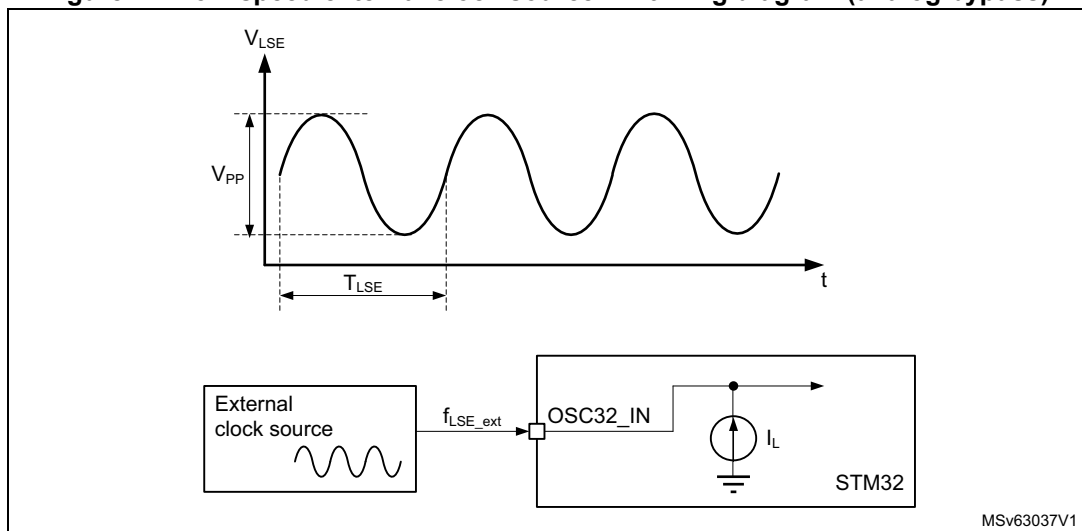 V_LSE
V_PP
T_LSE
t
External
clock source
f_LSE_ext
OSC32_IN
I_L
STM32
MSv63037V1